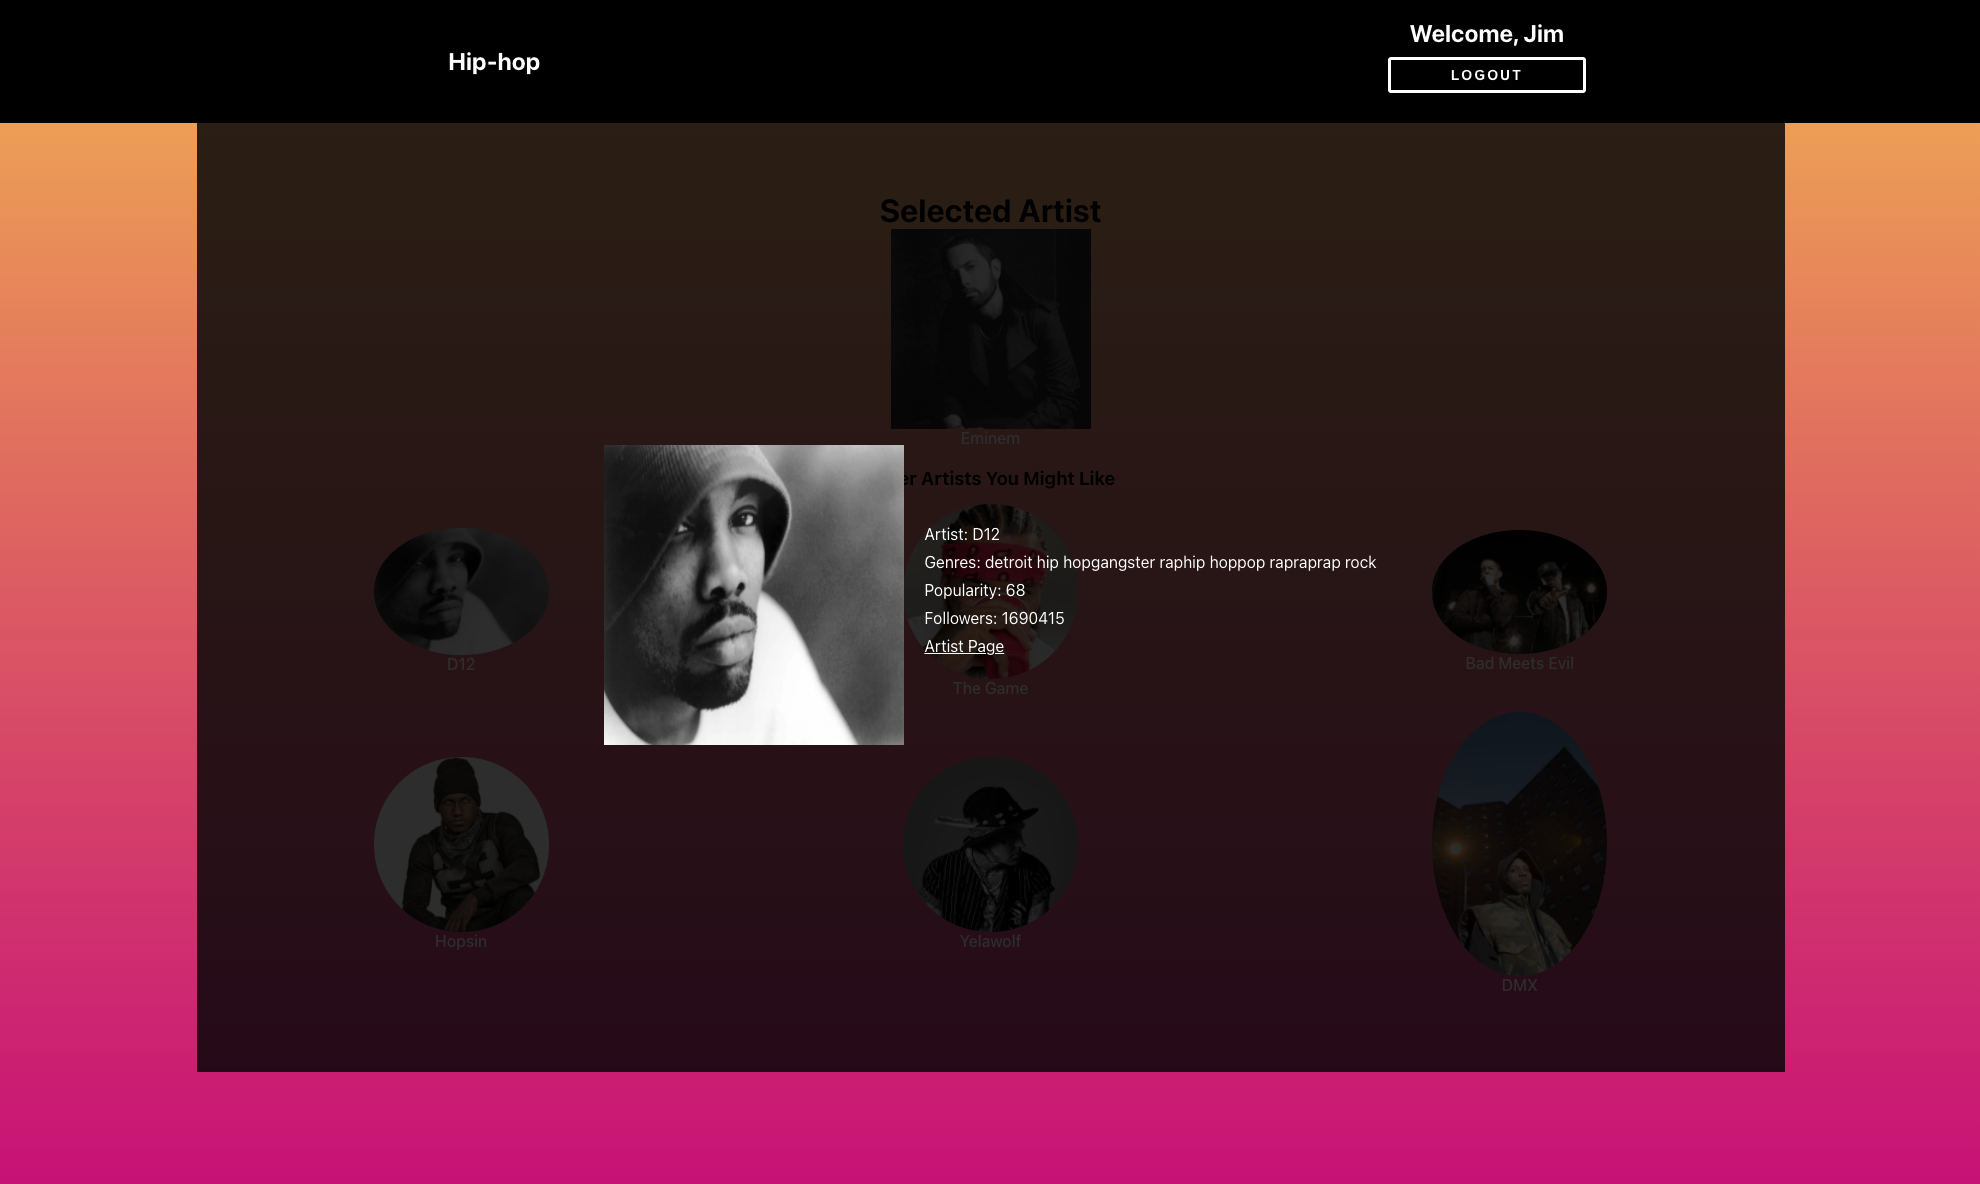 Hip-hop
Welcome, Jim
LOGOUT
Selected Artist
Eminem
er Artists You Might Like
Artist: D12
Genres: detroit hip hopgangster raphip hoppop rapraprap rock
Popularity: 68
Followers: 1690415
Artist Page
D12
The Game
Bad Meets Evil
Hopsin
Yelawolf
DMX